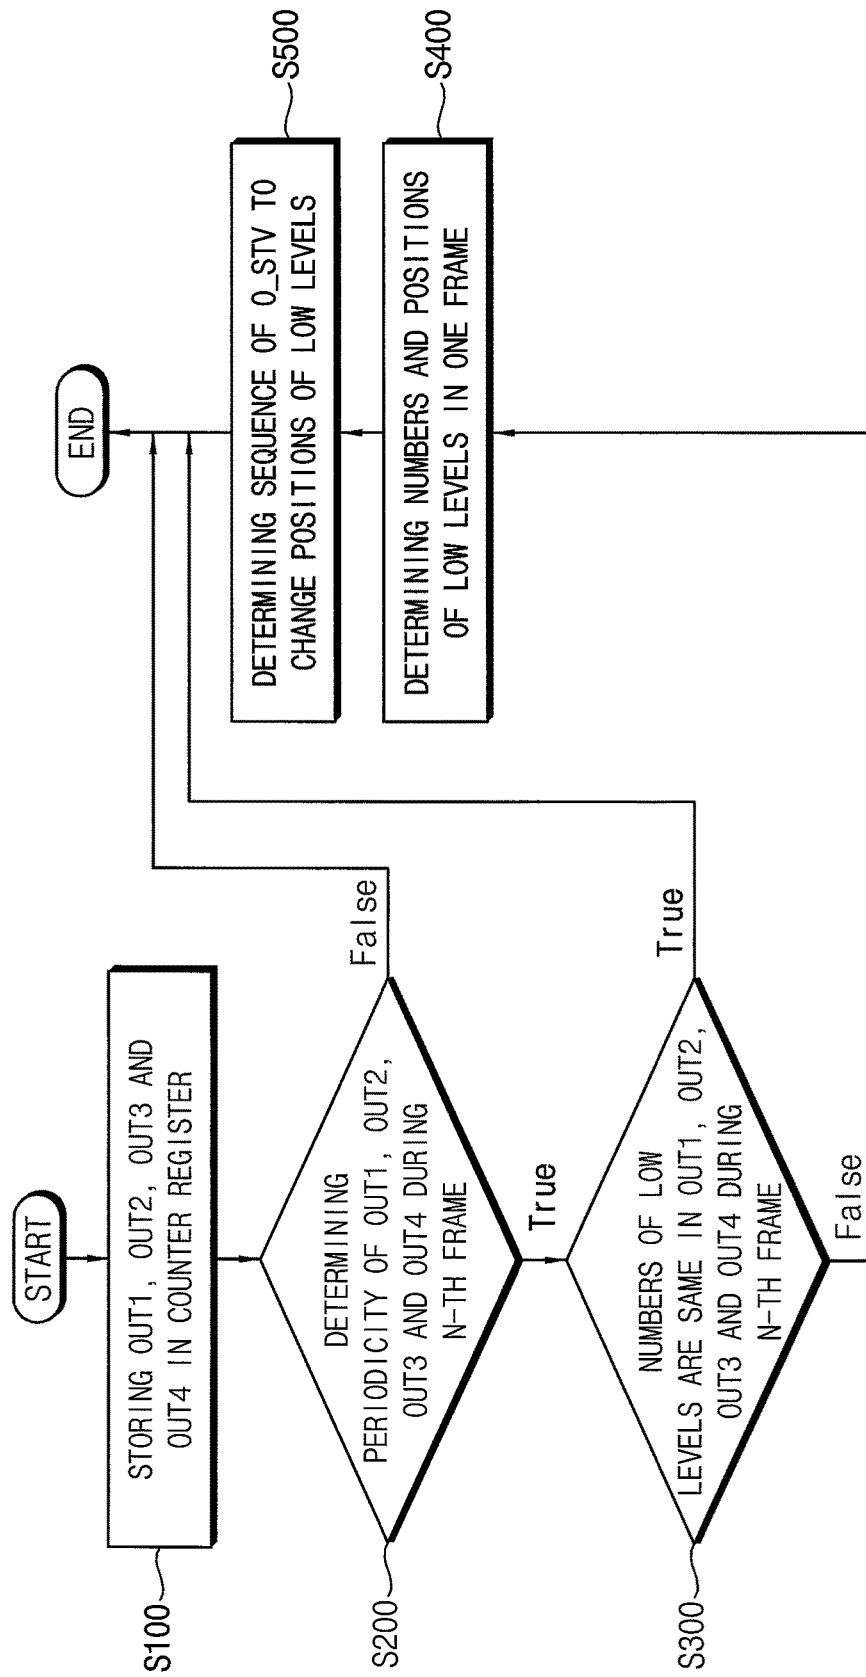 START
STORING OUT1, OUT2, OUT3 AND
OUT4 IN COUNTER REGISTER
S100
DETERMINING
PERIODICITY OF OUT1, OUT2,
OUT3 AND OUT4 DURING
N-TH FRAME
S200
False
True
NUMBERS OF LOW
LEVELS ARE SAME IN OUT1, OUT2,
OUT3 AND OUT4 DURING
N-TH FRAME
S300
True
False
END
DETERMINING SEQUENCE OF O_STV TO
CHANGE POSITIONS OF LOW LEVELS
S500
DETERMINING NUMBERS AND POSITIONS
OF LOW LEVELS IN ONE FRAME
S400